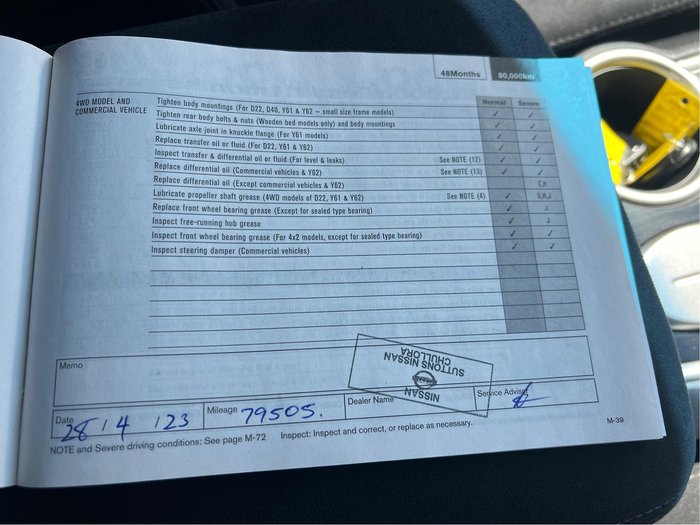 48Months 80,000km
4WD MODEL AND
COMMERCIAL VEHICLE
Normal Severe
Tighten body mountings (For D22, D40, Y61 & Y62 – small size frame models) ✓ ✓
Tighten rear body bolts & nuts (Wooden bed models only) and body mountings ✓ ✓
Lubricate axle joint in knuckle flange (For Y61 models) ✓ ✓
Replace transfer oil or fluid (For D22, Y61 & Y62) ✓ ✓
Inspect transfer & differential oil or fluid (For level & leaks) See NOTE (12) ✓ ✓
Replace differential oil (Commercial vehicles & Y62) See NOTE (13) ✓ ✓
Replace differential oil (Except commercial vehicles & Y62) C,H
Lubricate propeller shaft grease (4WD models of D22, Y61 & Y62) See NOTE (4) ✓ G,H,J
Replace front wheel bearing grease (Except for sealed type bearing) ✓ J
Inspect free-running hub grease ✓ J
Inspect front wheel bearing grease (For 4x2 models, except for sealed type bearing) ✓ ✓
Inspect steering damper (Commercial vehicles) ✓ ✓
Memo
SUTTONS NISSAN
CHULLORA
NISSAN
Date 28 / 4 / 23 Mileage 79505. Dealer Name Service Advisor
NOTE and Severe driving conditions: See page M-72 Inspect: Inspect and correct, or replace as necessary. M-39